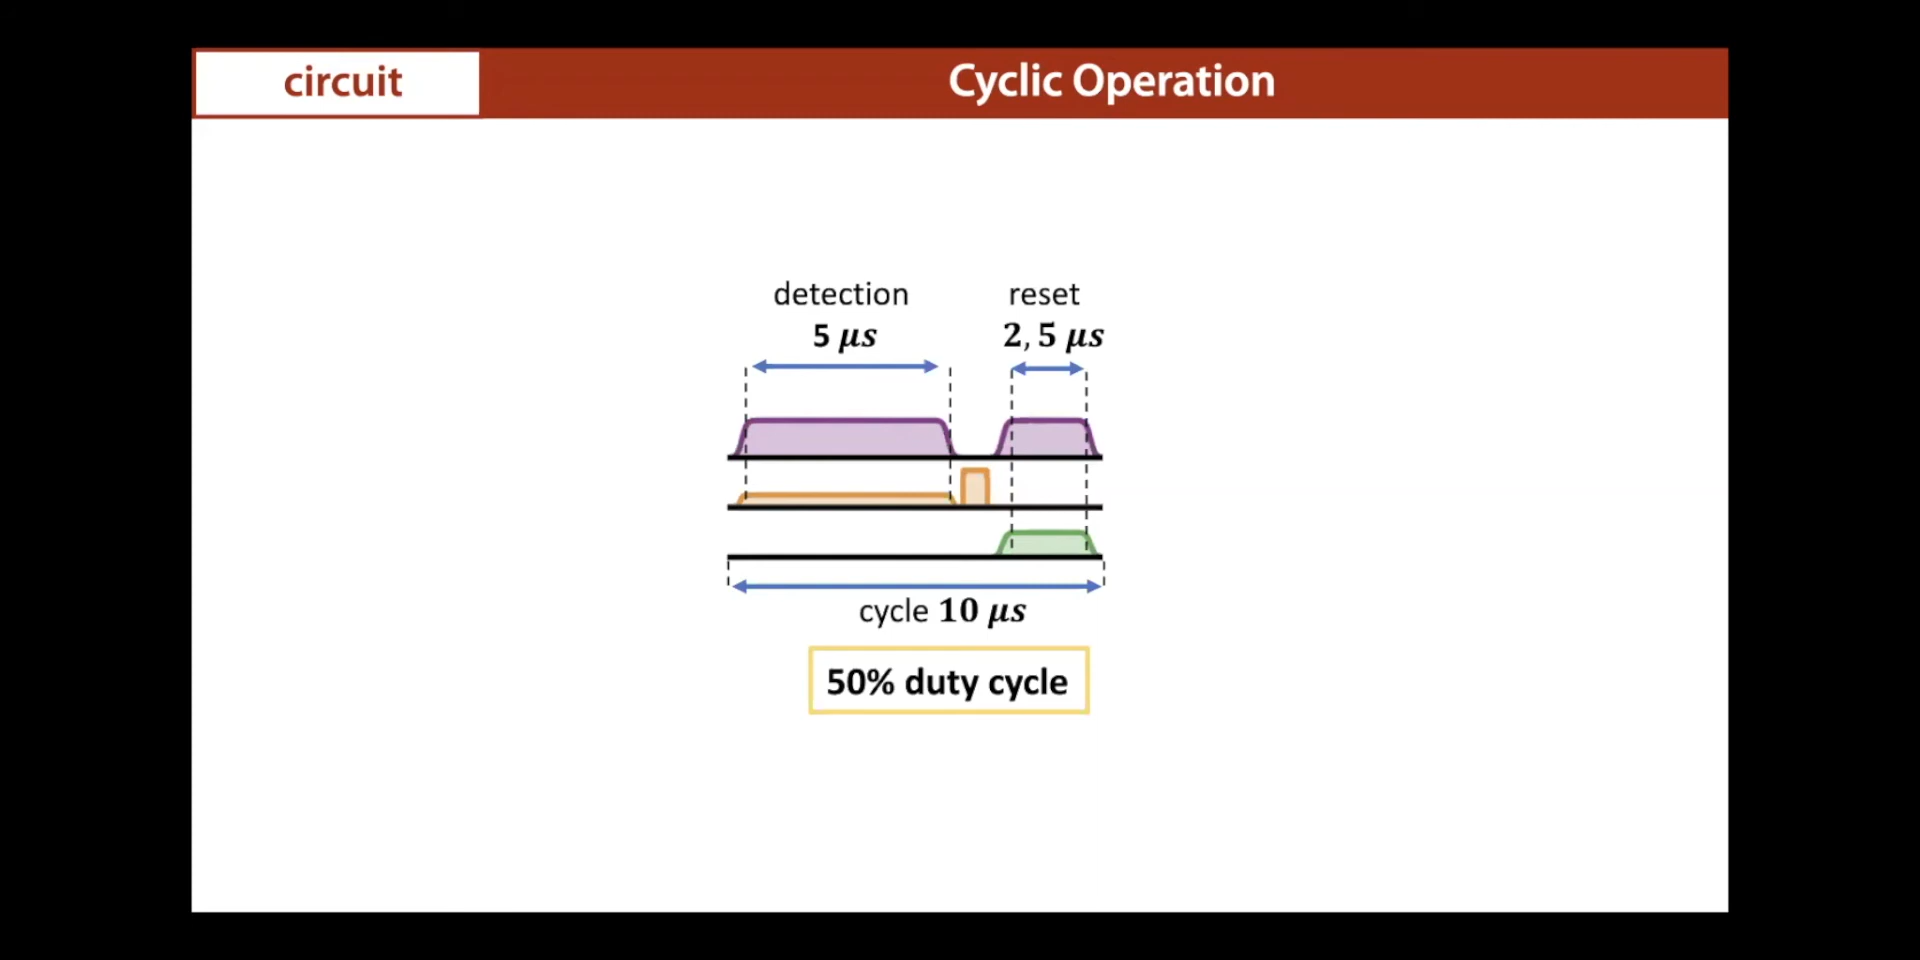 circuit
Cyclic Operation
detection
5 μs
reset
2, 5 μs
cycle 10 μs
50% duty cycle